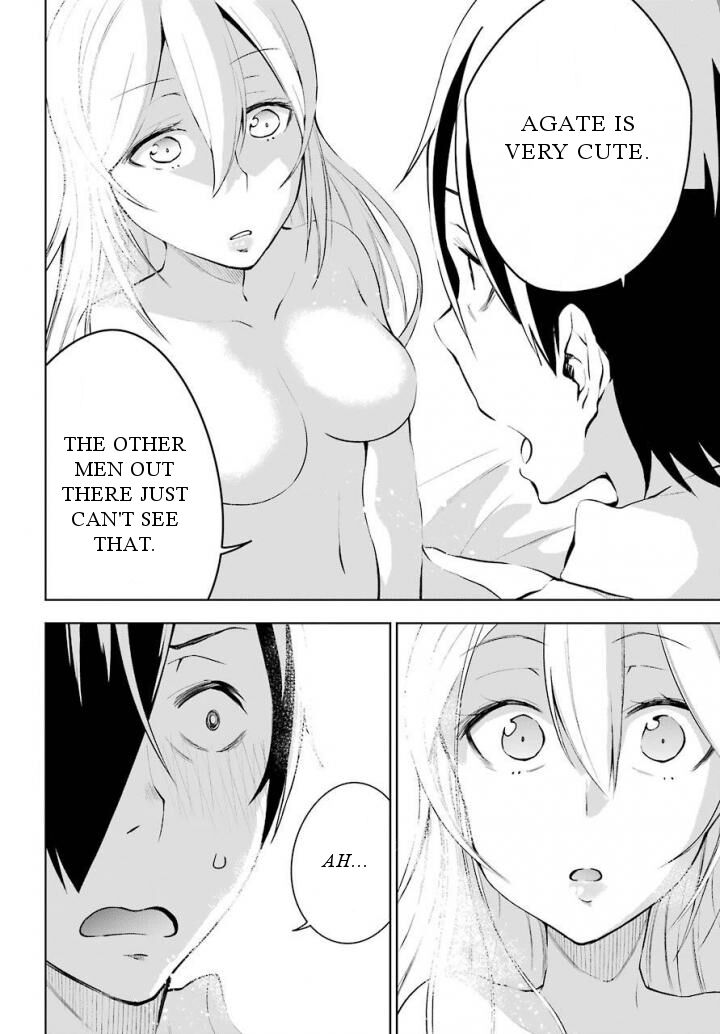 AGATE IS
VERY CUTE.
THE OTHER
MEN OUT
THERE JUST
CAN'T SEE
THAT.
AH...